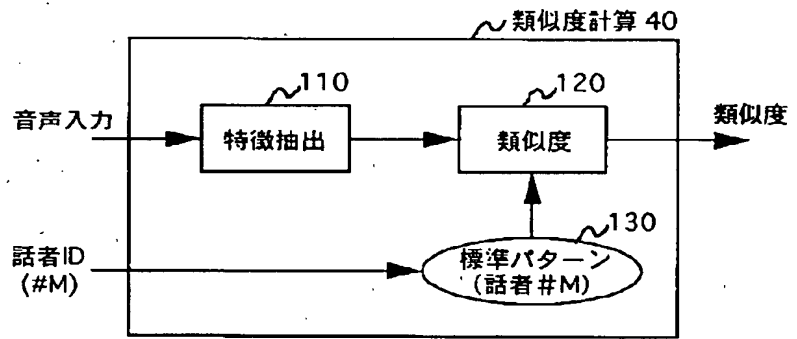 類似度計算 40
110
120
音声入力
特徴抽出
類似度
類似度
130
話者ID
(#M)
標準パターン
(話者#M)